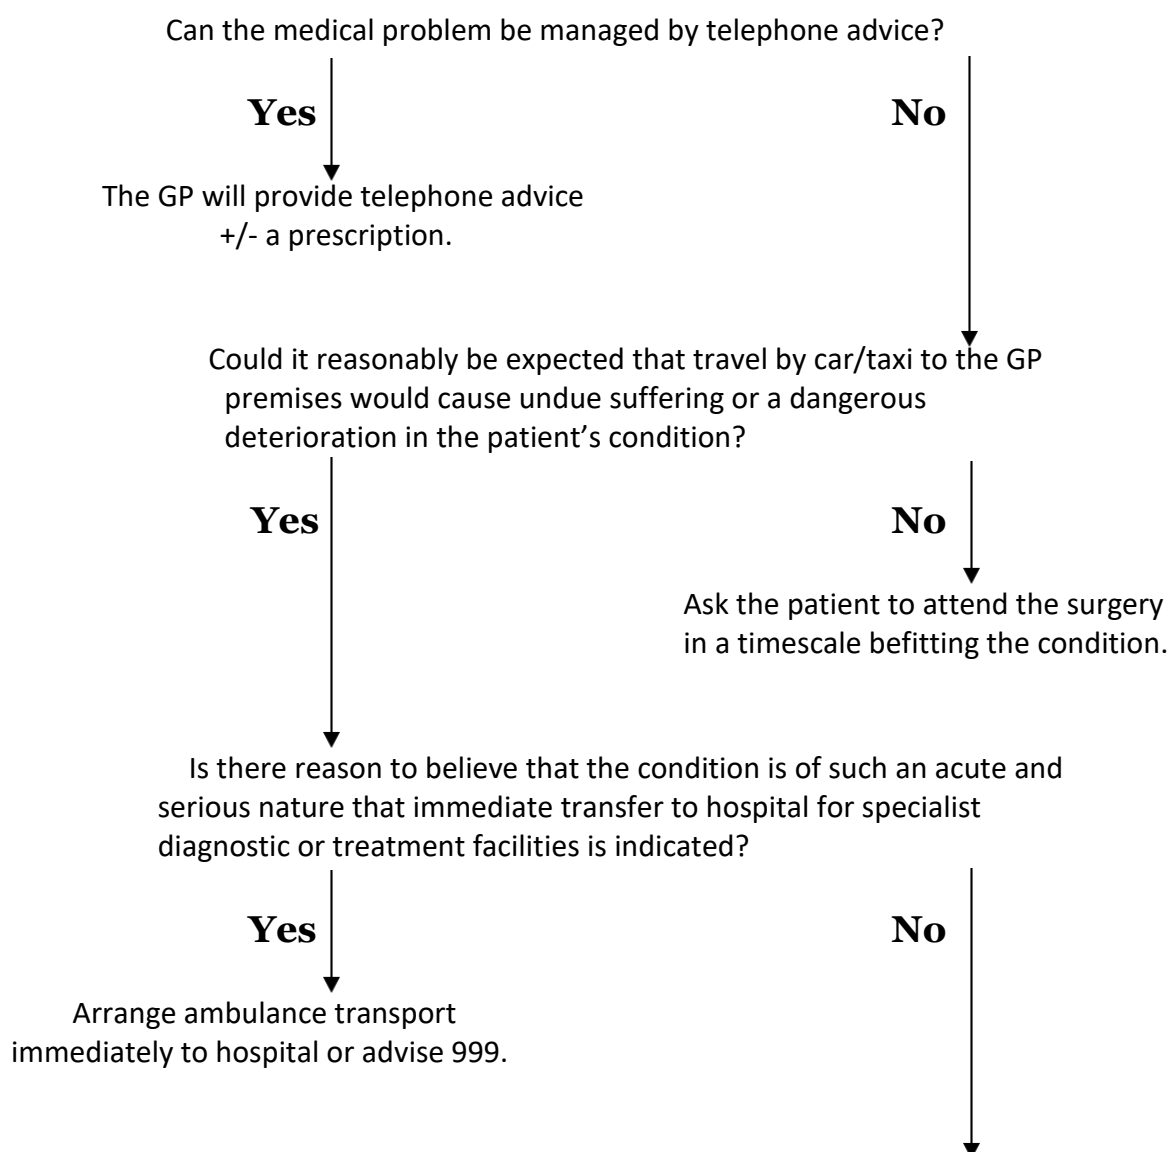 Can the medical problem be managed by telephone advice?
Yes
No
The GP will provide telephone advice
+/- a prescription.
Could it reasonably be expected that travel by car/taxi to the GP
premises would cause undue suffering or a dangerous
deterioration in the patient’s condition?
Yes
No
Ask the patient to attend the surgery
in a timescale befitting the condition.
Is there reason to believe that the condition is of such an acute and
serious nature that immediate transfer to hospital for specialist
diagnostic or treatment facilities is indicated?
Yes
No
Arrange ambulance transport
immediately to hospital or advise 999.